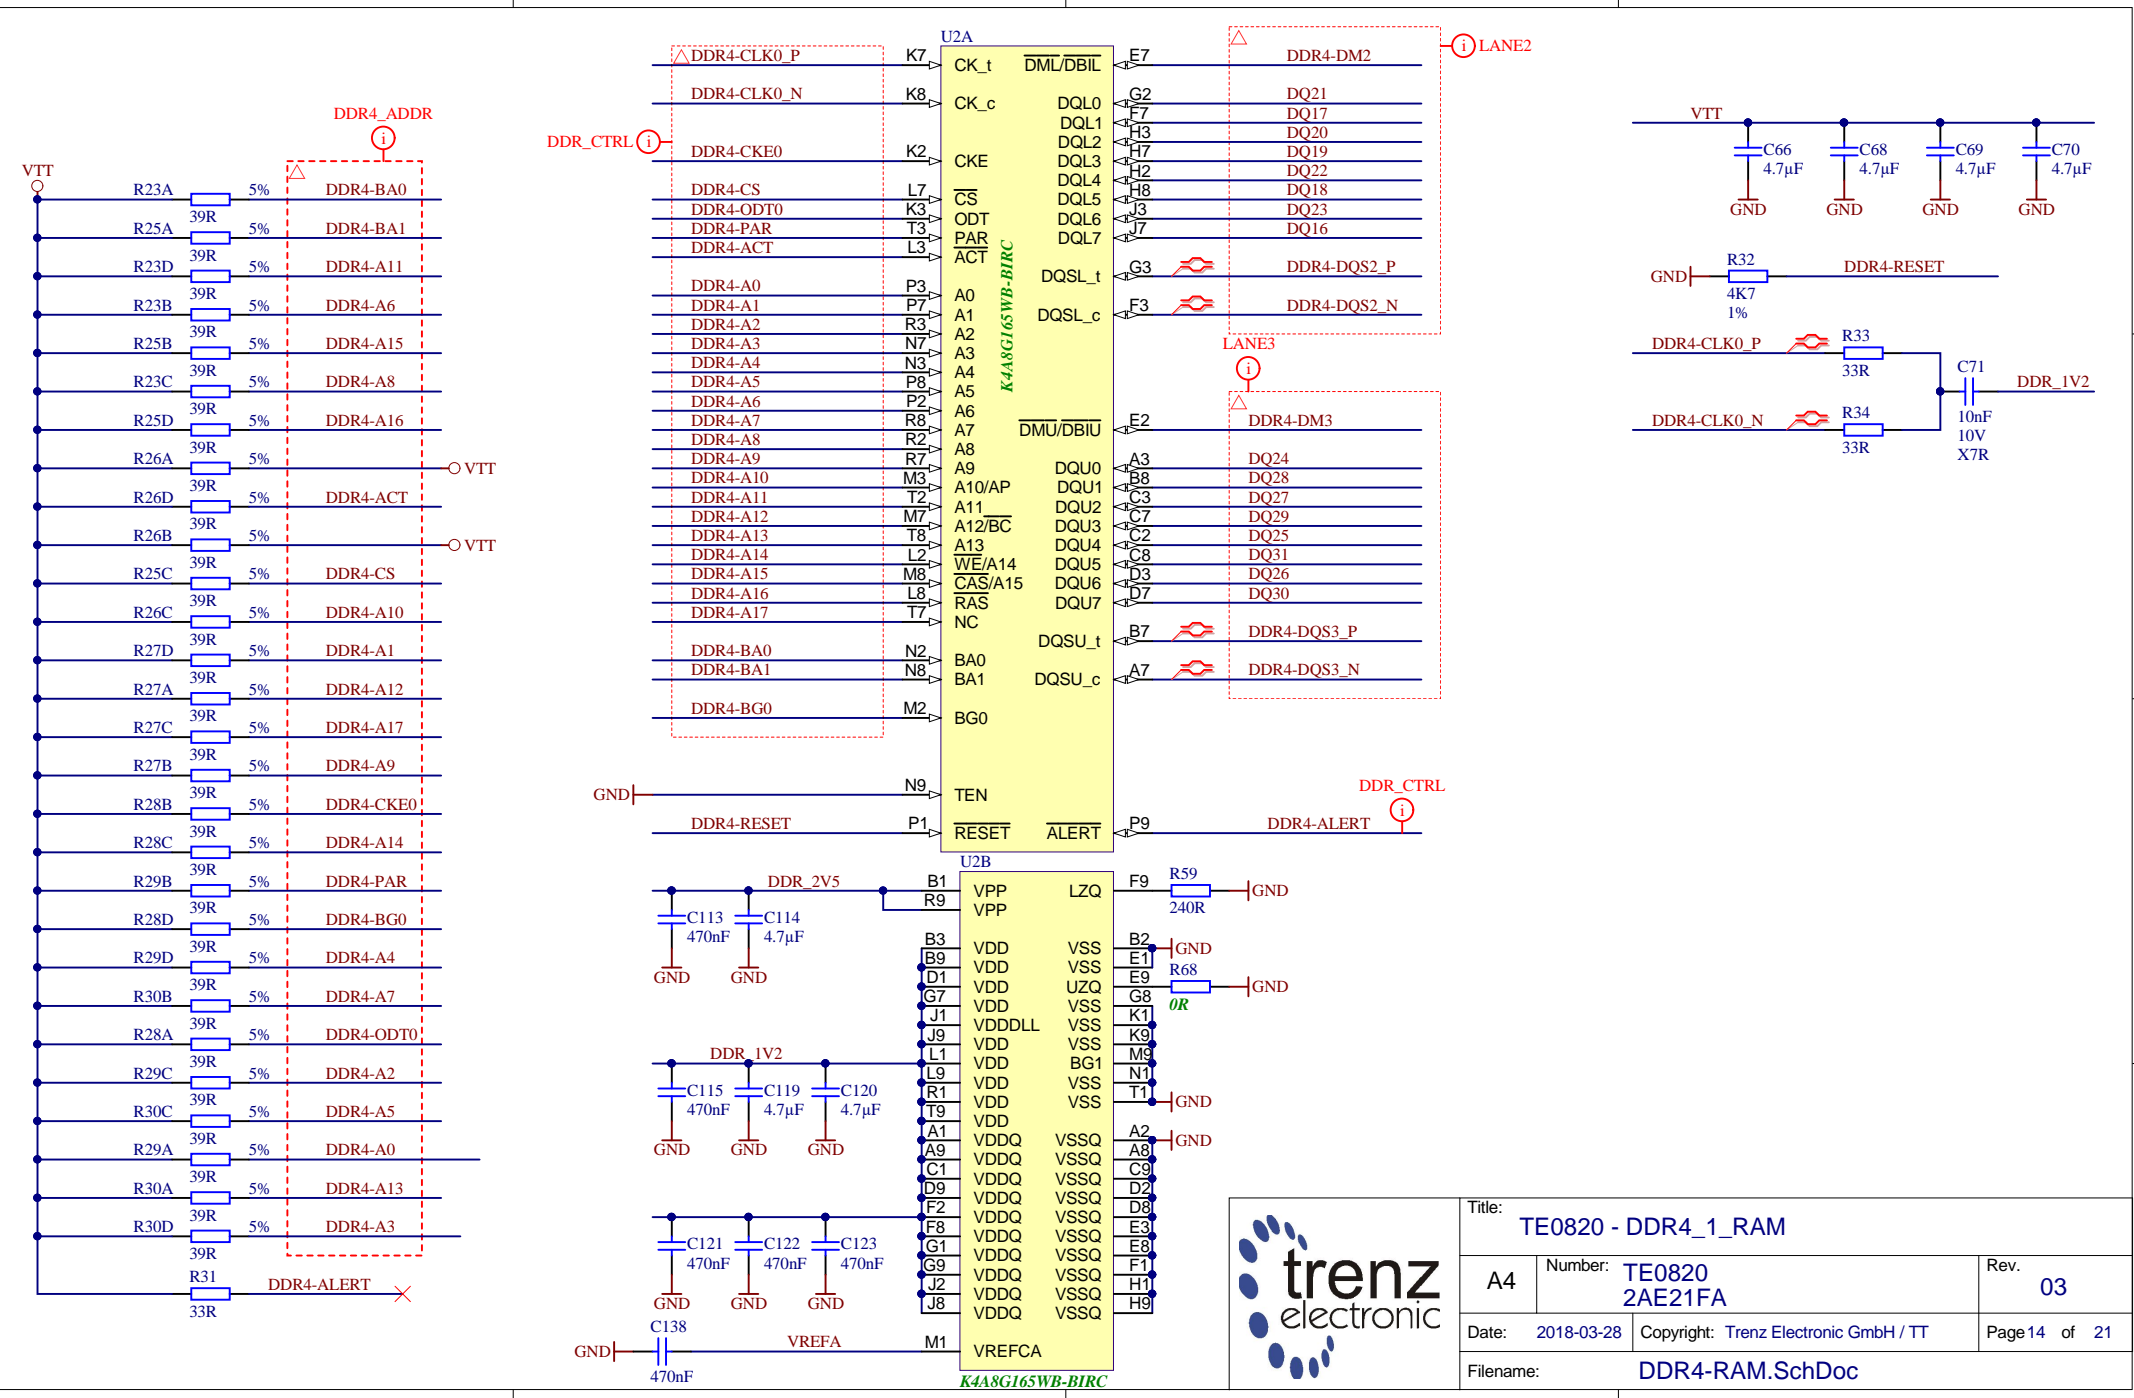 VTT
DDR4_ADDR
i
R23A 39R 5% DDR4-BA0
R25A 39R 5% DDR4-BA1
R23D 39R 5% DDR4-A11
R23B 39R 5% DDR4-A6
R25B 39R 5% DDR4-A15
R23C 39R 5% DDR4-A8
R25D 39R 5% DDR4-A16
R26A 39R 5% VTT
R26D 39R 5% DDR4-ACT
R26B 39R 5% VTT
R25C 39R 5% DDR4-CS
R26C 39R 5% DDR4-A10
R27D 39R 5% DDR4-A1
R27A 39R 5% DDR4-A12
R27C 39R 5% DDR4-A17
R27B 39R 5% DDR4-A9
R28B 39R 5% DDR4-CKE0
R28C 39R 5% DDR4-A14
R29B 39R 5% DDR4-PAR
R28D 39R 5% DDR4-BG0
R29D 39R 5% DDR4-A4
R30B 39R 5% DDR4-A7
R28A 39R 5% DDR4-ODT0
R29C 39R 5% DDR4-A2
R30C 39R 5% DDR4-A5
R29A 39R 5% DDR4-A0
R30A 39R 5% DDR4-A13
R30D 39R 5% DDR4-A3
R31 33R DDR4-ALERT
DDR_CTRL i
U2A
K4A8G165WB-BIRC
DDR4-CLK0_P K7 CK_t
DDR4-CLK0_N K8 CK_c
DDR4-CKE0 K2 CKE
DDR4-CS L7 CS
DDR4-ODT0 K3 ODT
DDR4-PAR T3 PAR
DDR4-ACT L3 ACT
DDR4-A0 P3 A0
DDR4-A1 P7 A1
DDR4-A2 R3 A2
DDR4-A3 N7 A3
DDR4-A4 N3 A4
DDR4-A5 P8 A5
DDR4-A6 P2 A6
DDR4-A7 R8 A7
DDR4-A8 R2 A8
DDR4-A9 R7 A9
DDR4-A10 M3 A10/AP
DDR4-A11 T2 A11
DDR4-A12 M7 A12/BC
DDR4-A13 T8 A13
DDR4-A14 L2 WE/A14
DDR4-A15 M8 CAS/A15
DDR4-A16 L8 RAS
DDR4-A17 T7 NC
DDR4-BA0 N2 BA0
DDR4-BA1 N8 BA1
DDR4-BG0 M2 BG0
GND N9 TEN
DDR4-RESET P1 RESET
LANE2 i
DML/DBIL E7 DDR4-DM2
DQL0 G2 DQ21
DQL1 F7 DQ17
DQL2 H3 DQ20
DQL3 H7 DQ19
DQL4 H2 DQ22
DQL5 H8 DQ18
DQL6 J3 DQ23
DQL7 J7 DQ16
DQSL_t G3 DDR4-DQS2_P
DQSL_c F3 DDR4-DQS2_N
LANE3
i
DMU/DBIU E2 DDR4-DM3
DQU0 A3 DQ24
DQU1 B8 DQ28
DQU2 C3 DQ27
DQU3 C7 DQ29
DQU4 C2 DQ25
DQU5 C8 DQ31
DQU6 D3 DQ26
DQU7 D7 DQ30
DQSU_t B7 DDR4-DQS3_P
DQSU_c A7 DDR4-DQS3_N
DDR_CTRL
i
ALERT P9 DDR4-ALERT
U2B
DDR_2V5 B1 VPP
R9 VPP
C113 470nF GND
C114 4.7µF GND
B3 VDD
B9 VDD
D1 VDD
G7 VDD
J1 VDDDLL
J9 VDD
DDR_1V2 L1 VDD
L9 VDD
R1 VDD
T9 VDD
A1 VDDQ
A9 VDDQ
C1 VDDQ
D9 VDDQ
F2 VDDQ
F8 VDDQ
G1 VDDQ
G9 VDDQ
J2 VDDQ
J8 VDDQ
C115 470nF GND
C119 4.7µF GND
C120 4.7µF GND
C121 470nF GND
C122 470nF GND
C123 470nF GND
GND C138 470nF VREFA M1 VREFCA
LZQ F9 R59 240R GND
VSS B2 GND
VSS E1
UZQ E9 R68 0R GND
VSS G8
VSS K1
VSS K9
BG1 M9
VSS N1
VSS T1 GND
VSSQ A2 GND
VSSQ A8
VSSQ C9
VSSQ D2
VSSQ D8
VSSQ E3
VSSQ E8
VSSQ F1
VSSQ H1
VSSQ H9
K4A8G165WB-BIRC
VTT
C66 4.7µF GND
C68 4.7µF GND
C69 4.7µF GND
C70 4.7µF GND
GND R32 4K7 1% DDR4-RESET
DDR4-CLK0_P R33 33R
C71 10nF 10V X7R DDR_1V2
DDR4-CLK0_N R34 33R
trenz
electronic
Title:
TE0820 - DDR4_1_RAM
A4
Number: TE0820
2AE21FA
Rev.
03
Date: 2018-03-28
Copyright: Trenz Electronic GmbH / TT
Page 14 of 21
Filename: DDR4-RAM.SchDoc